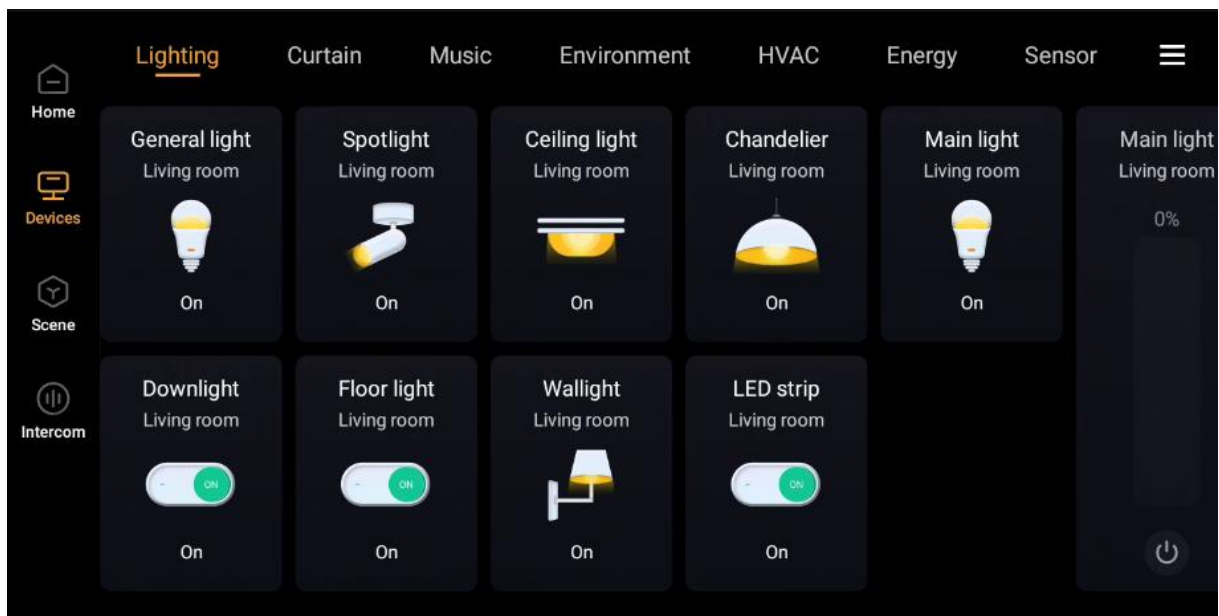 Lighting Curtain Music Environment HVAC Energy Sensor
Home
Devices
Scene
Intercom
General light
Living room
On
Spotlight
Living room
On
Ceiling light
Living room
On
Chandelier
Living room
On
Main light
Living room
On
Main light
Living room
0%
Downlight
Living room
ON
On
Floor light
Living room
ON
On
Wallight
Living room
On
LED strip
Living room
ON
On